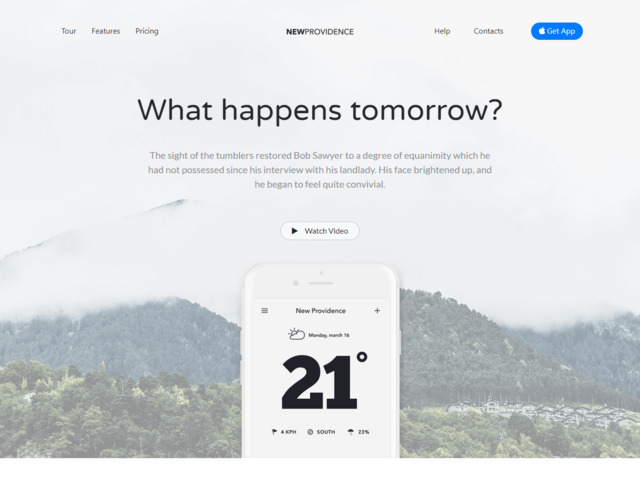 Tour Features Pricing NEWPROVIDENCE Help Contacts Get App
What happens tomorrow?
The sight of the tumblers restored Bob Sawyer to a degree of equanimity which he
had not possessed since his interview with his landlady. His face brightened up, and
he began to feel quite convivial.
Watch Video
New Providence
Monday, march 16
21°
4 KPH SOUTH 23%